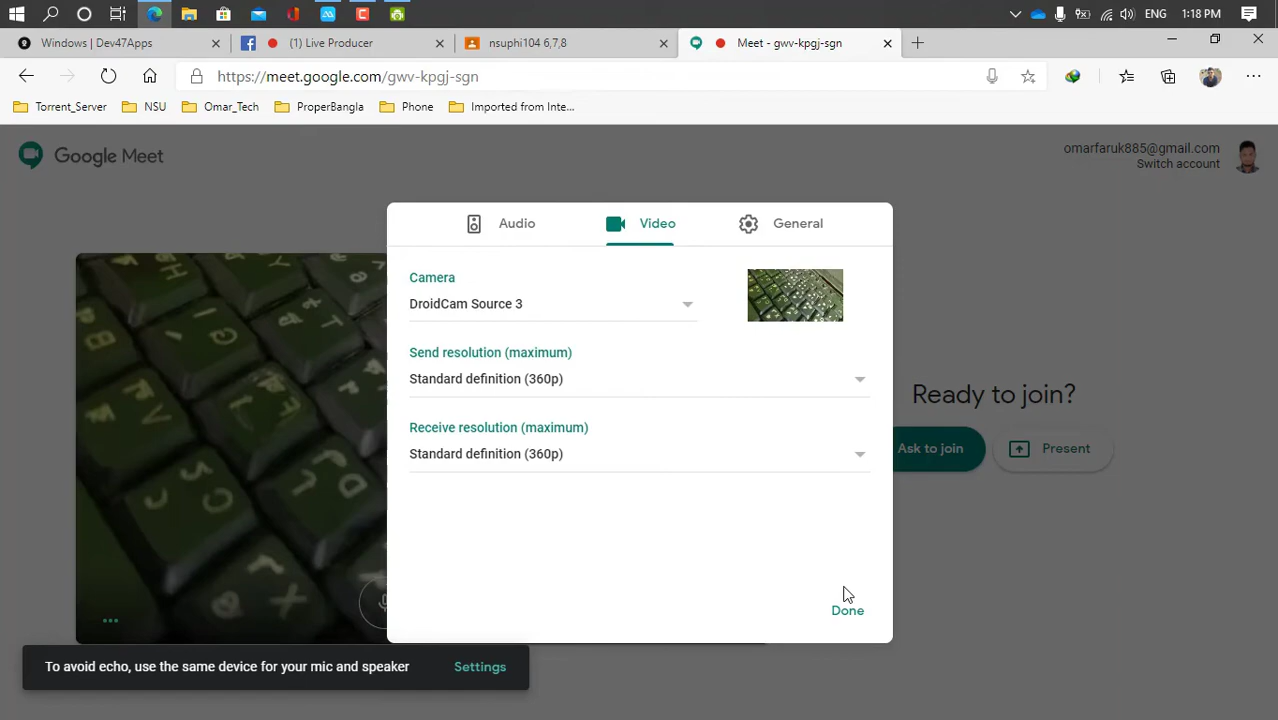 ENG 1:18 PM
Windows | Dev47Apps
(1) Live Producer
nsuphi104 6,7,8
Meet - gwv-kpgj-sgn
https://meet.google.com/gwv-kpgj-sgn
Torrent_Server
NSU
Omar_Tech
ProperBangla
Phone
Imported from Inte...
Google Meet
omarfaruk885@gmail.com
Switch account
Audio
Video
General
Camera
DroidCam Source 3
Send resolution (maximum)
Standard definition (360p)
Receive resolution (maximum)
Standard definition (360p)
Done
Ready to join?
Ask to join
Present
To avoid echo, use the same device for your mic and speaker
Settings